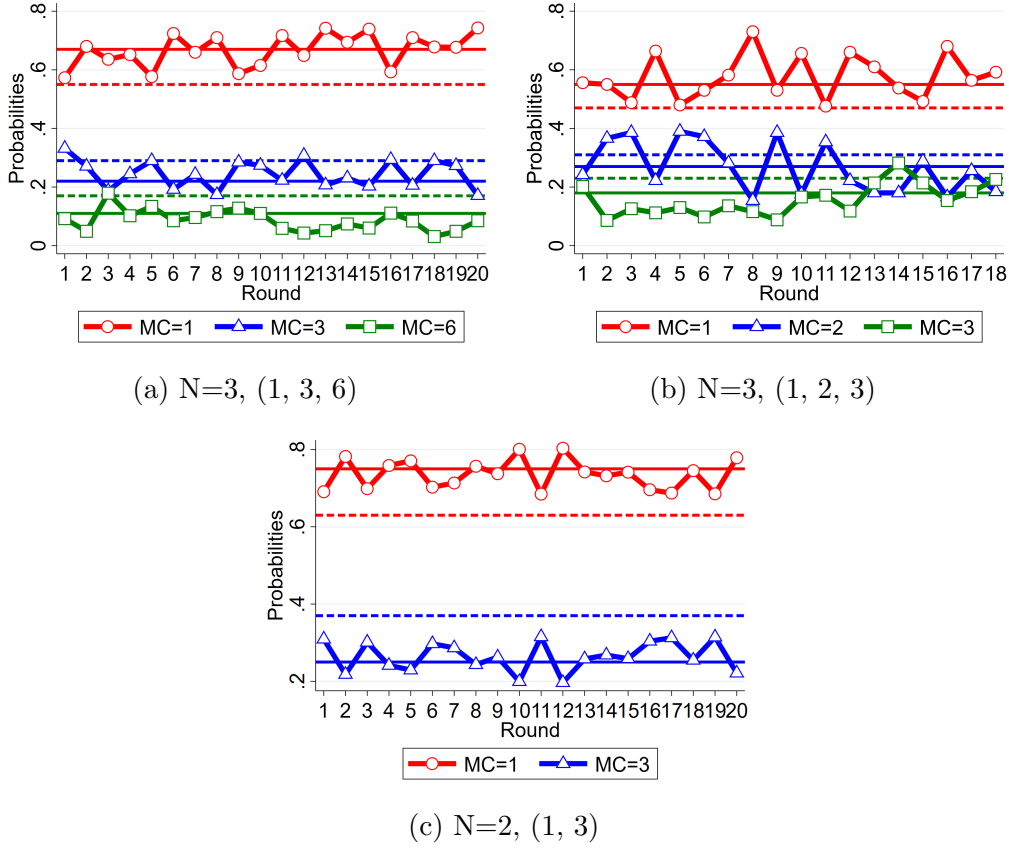 Probabilities
0 .2 .4 .6 .8
1 2 3 4 5 6 7 8 9 10 11 12 13 14 15 16 17 18 19 20
Round
MC=1 MC=3 MC=6
(a) N=3, (1, 3, 6)
Probabilities
0 .2 .4 .6 .8
1 2 3 4 5 6 7 8 9 10 11 12 13 14 15 16 17 18
Round
MC=1 MC=2 MC=3
(b) N=3, (1, 2, 3)
Probabilities
.2 .4 .6 .8
1 2 3 4 5 6 7 8 9 10 11 12 13 14 15 16 17 18 19 20
Round
MC=1 MC=3
(c) N=2, (1, 3)